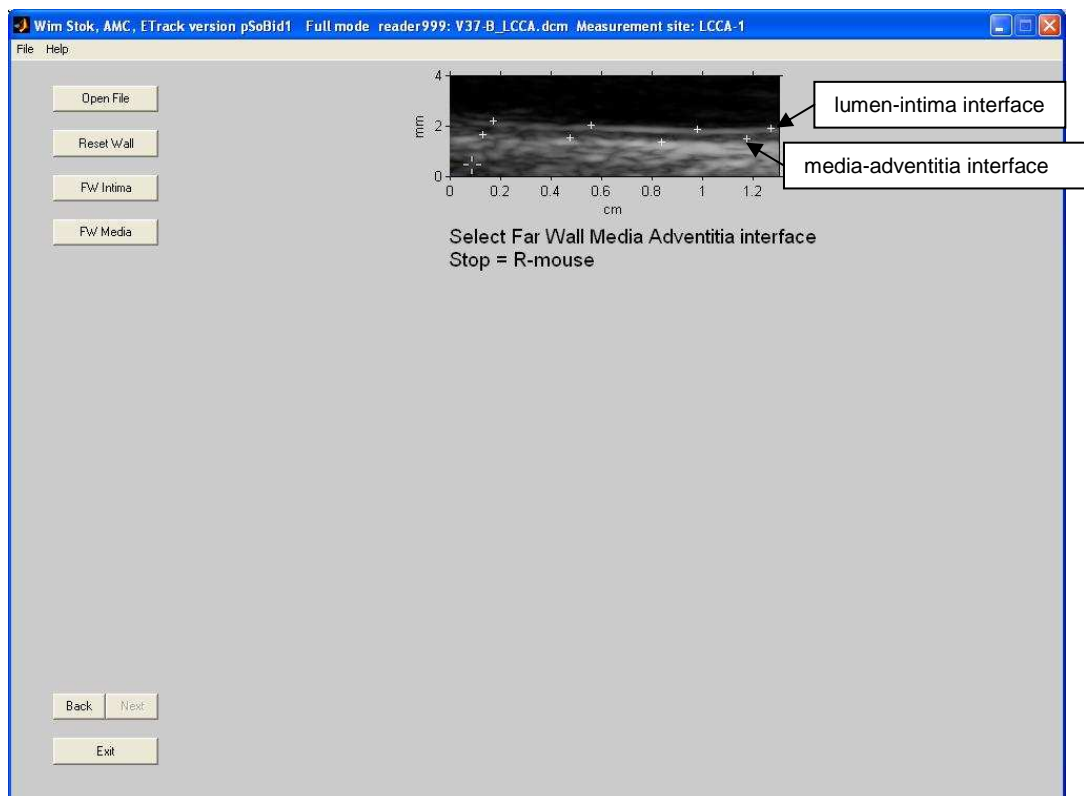 Wim Stok, AMC, ETrack version pSoBid1 Full mode reader999: V37-B_LCCA.dcm Measurement site: LCCA-1
File Help
Open File
Reset Wall
FW Intima
FW Media
4
2
0
mm
0 0.2 0.4 0.6 0.8 1 1.2
cm
lumen-intima interface
media-adventitia interface
Select Far Wall Media Adventitia interface
Stop = R-mouse
Back Next
Exit